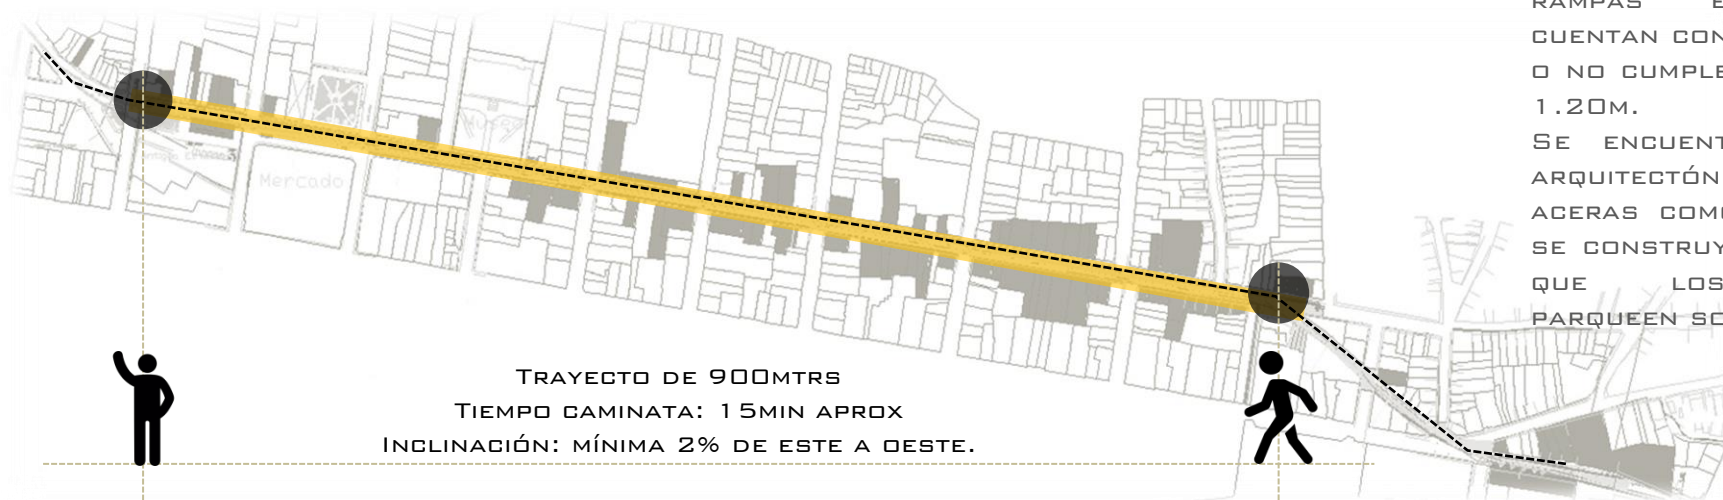 Mercado
TRAYECTO DE 900MTRS
TIEMPO CAMINATA: 15MIN APROX
INCLINACIÓN: MÍNIMA 2% DE ESTE A OESTE.
RAMPAS E
CUENTAN CON
O NO CUMPLE
1.20M.
SE ENCUENT
ARQUITECTÓN
ACERAS COM
SE CONSTRUY
QUE LOS
PARQUEEN SO